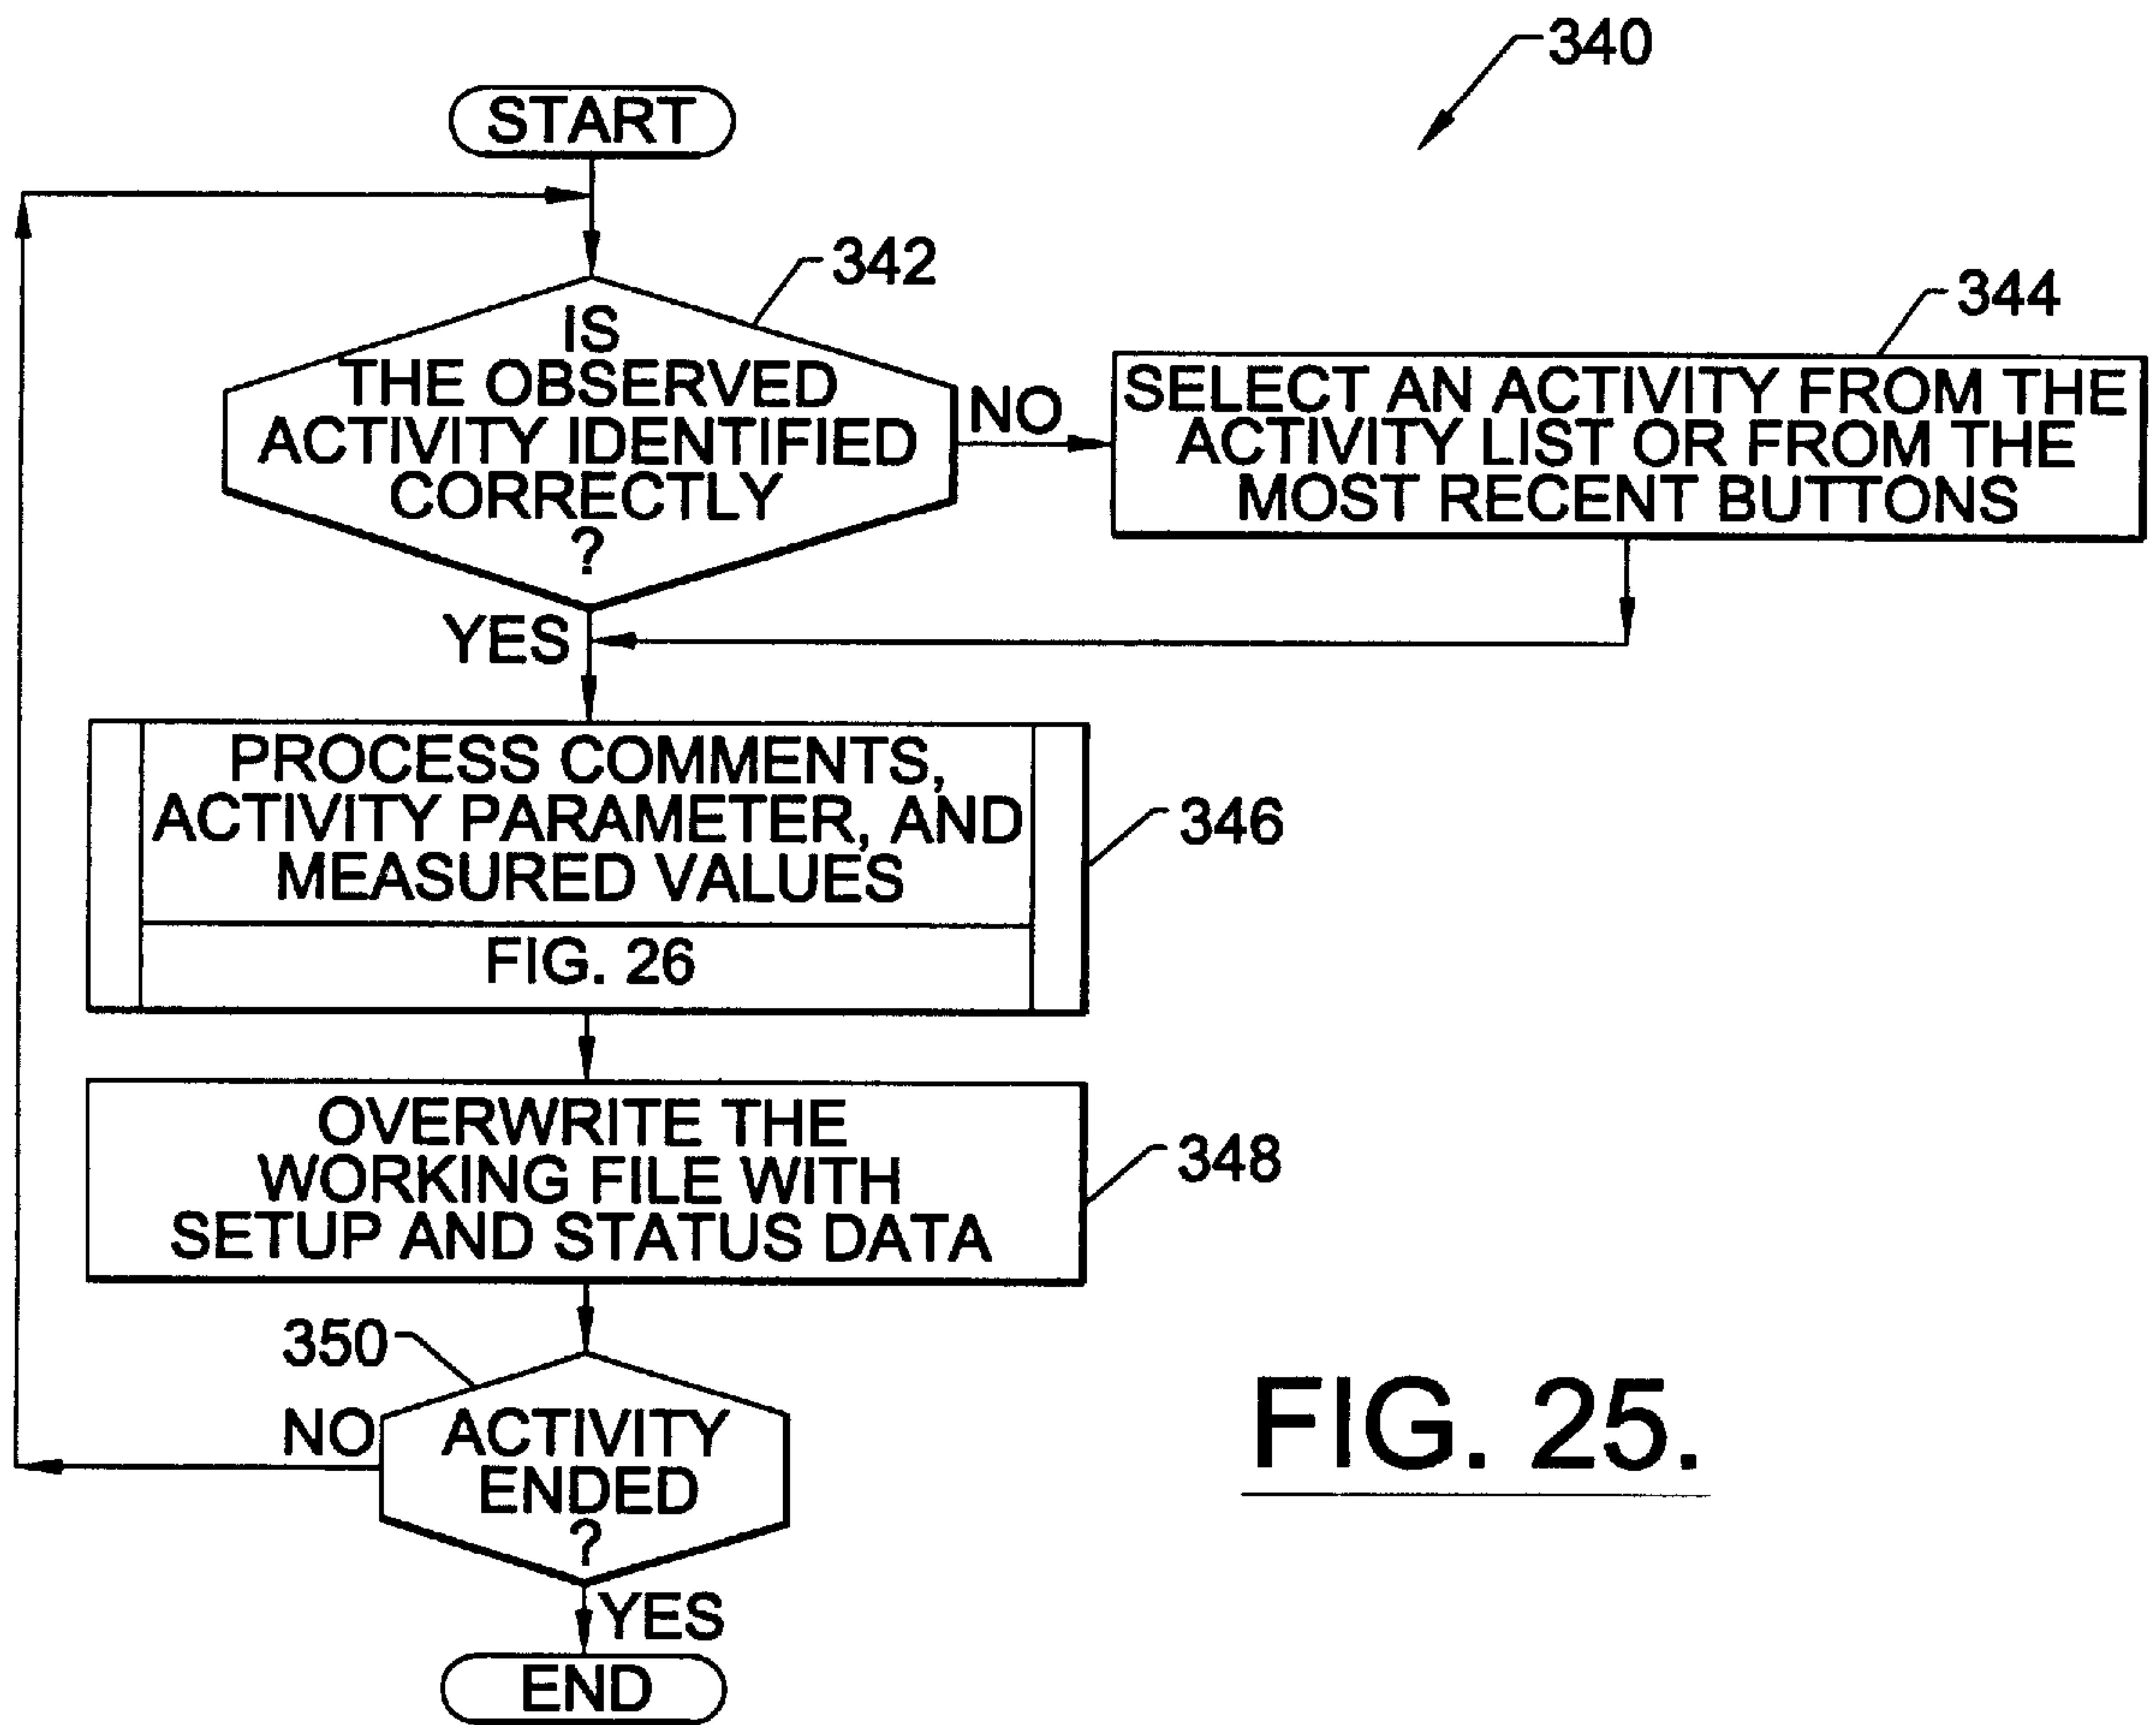 340
START
342
IS
THE OBSERVED
ACTIVITY IDENTIFIED
CORRECTLY
?
NO
344
SELECT AN ACTIVITY FROM THE
ACTIVITY LIST OR FROM THE
MOST RECENT BUTTONS
YES
PROCESS COMMENTS,
ACTIVITY PARAMETER, AND
MEASURED VALUES
FIG. 26
346
OVERWRITE THE
WORKING FILE WITH
SETUP AND STATUS DATA
348
350
NO
ACTIVITY
ENDED
?
YES
END
FIG. 25.